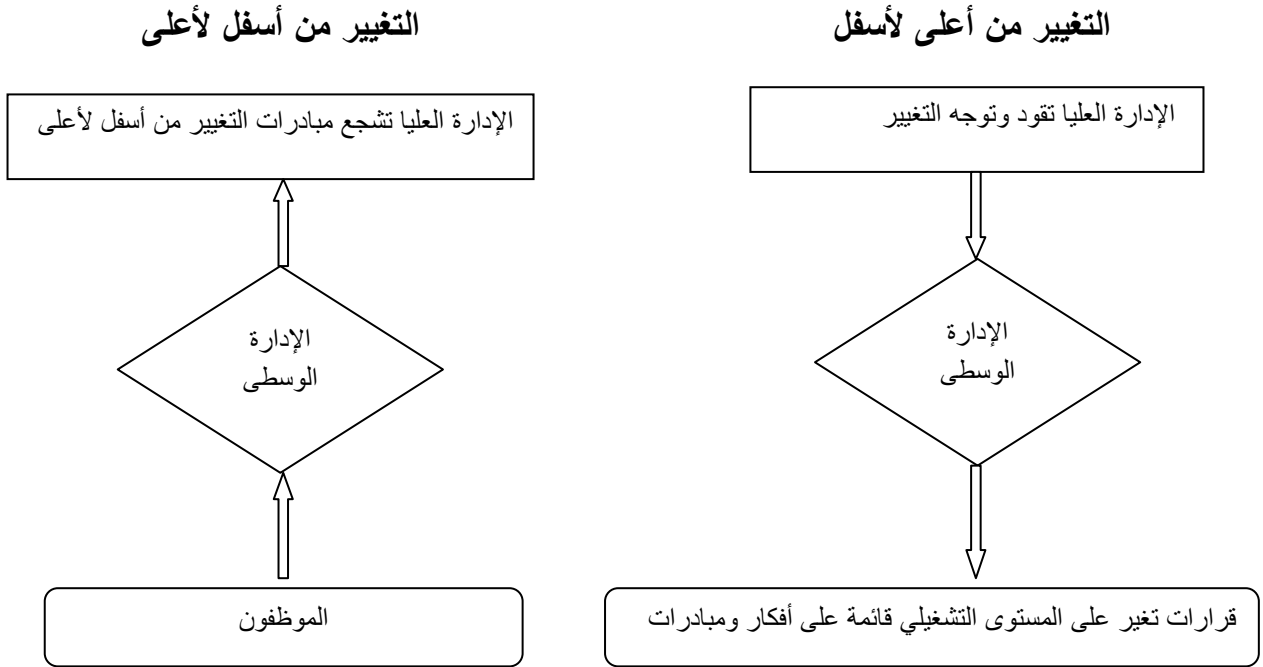 التغيير من أعلى لأسفل
التغيير من أسفل لأعلى
الإدارة العليا تقود وتوجه التغيير
الإدارة العليا تشجع مبادرات التغيير من أسفل لأعلى
الإدارة
الوسطى
الإدارة
الوسطى
قرارات تغير على المستوى التشغيلي قائمة على أفكار ومبادرات
الموظفون